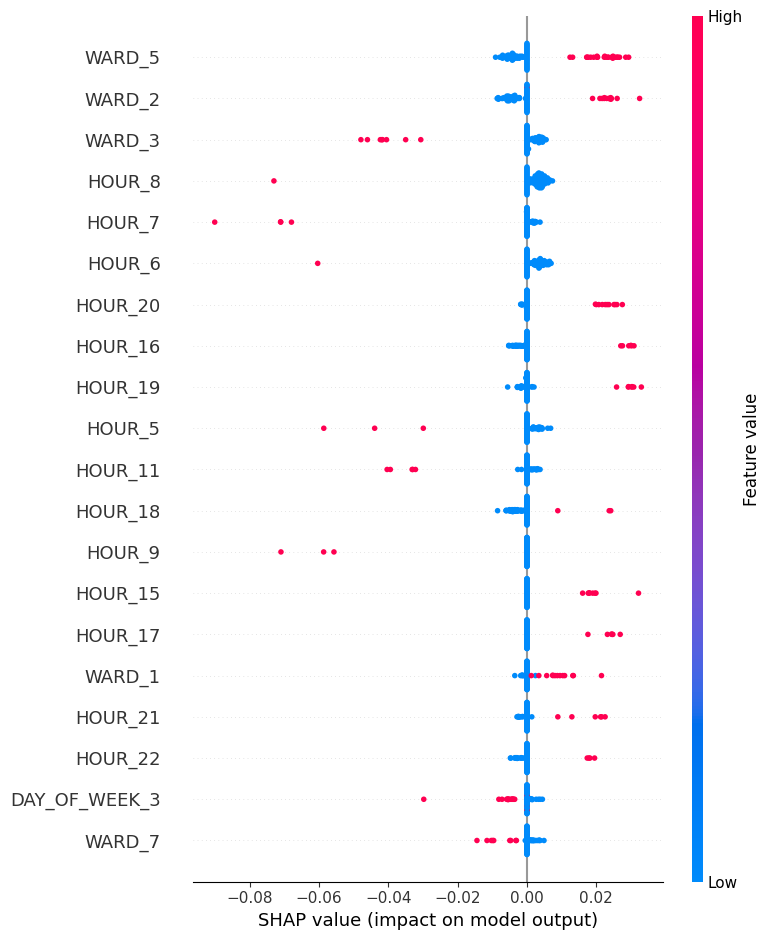 High
WARD_5
WARD_2
WARD_3
HOUR_8
HOUR_7
HOUR_6
HOUR_20
HOUR_16
HOUR_19
HOUR_5
HOUR_11
HOUR_18
HOUR_9
HOUR_15
HOUR_17
WARD_1
HOUR_21
HOUR_22
DAY_OF_WEEK_3
WARD_7
Feature value
Low
−0.08 −0.06 −0.04 −0.02 0.00 0.02
SHAP value (impact on model output)